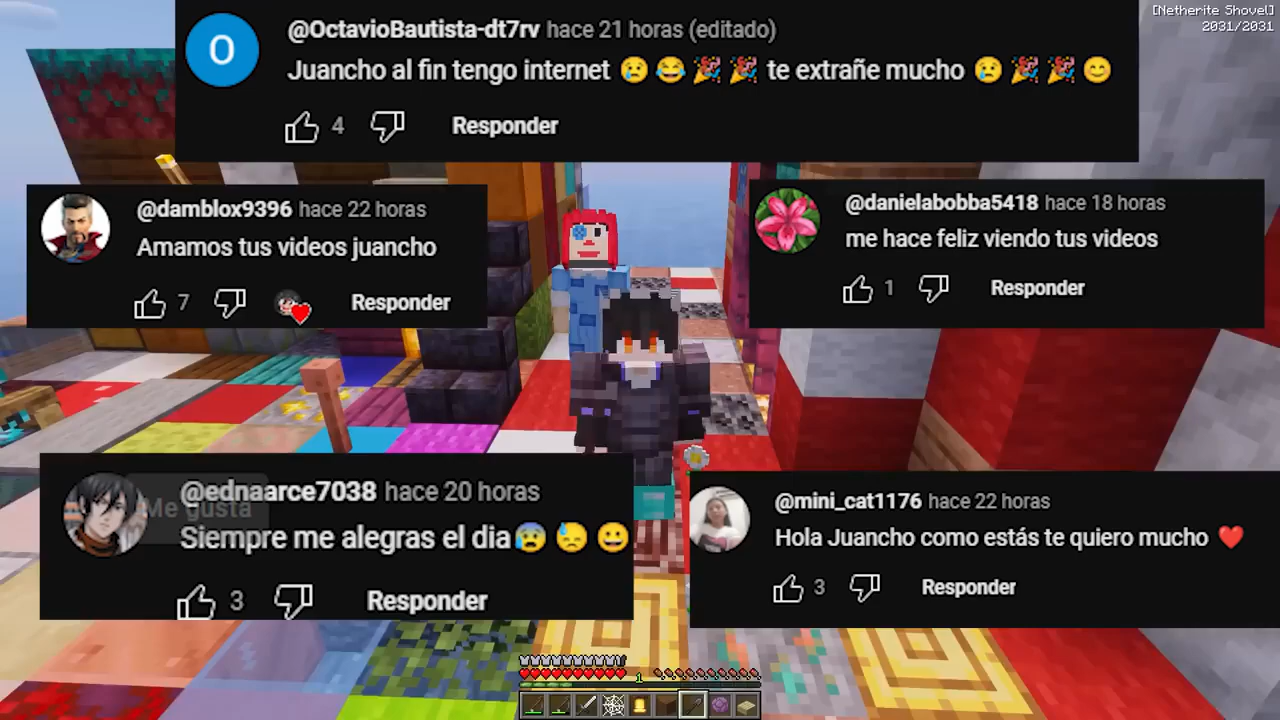 [Netherite Shovel]
2031/2031
O
@OctavioBautista-dt7rv hace 21 horas (editado)
Juancho al fin tengo internet 😢😂🎉🎉 te extrañe mucho 😢🎉🎉😊
4 Responder
@damblox9396 hace 22 horas
Amamos tus videos juancho
7 Responder
@danielabobba5418 hace 18 horas
me hace feliz viendo tus videos
1 Responder
@ednaarce7038 hace 20 horas
Me gusta
Siempre me alegras el dia😰😓😀
3 Responder
@mini_cat1176 hace 22 horas
Hola Juancho como estás te quiero mucho ❤️
3 Responder
1